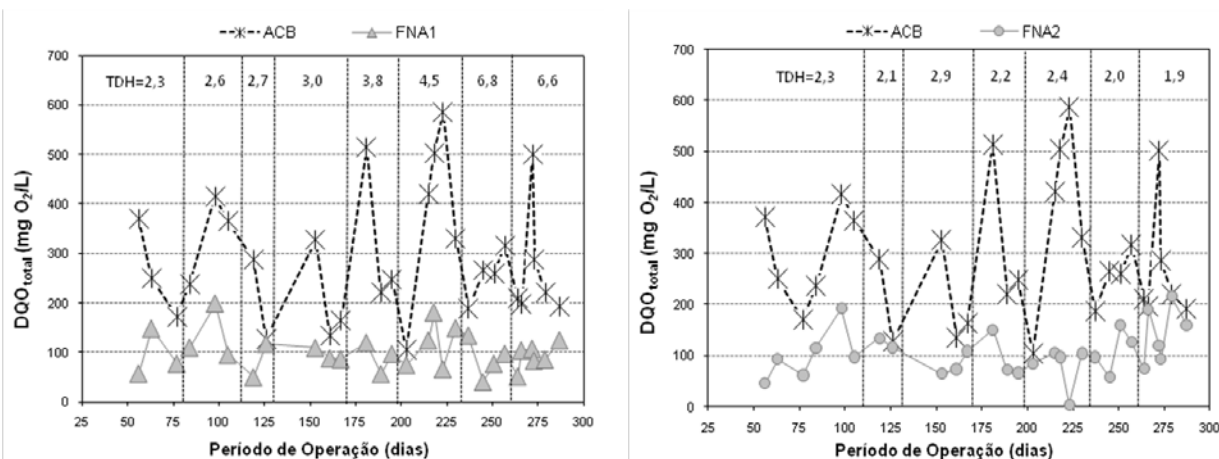 ACB FNA1
700
600
500
400
300
200
100
0
DQO_total (mg O₂/L)
TDH=2,3 2,6 2,7 3,0 3,8 4,5 6,8 6,6
25 50 75 100 125 150 175 200 225 250 275 300
Período de Operação (dias)
ACB FNA2
700
600
500
400
300
200
100
0
DQO_total (mg O₂/L)
TDH=2,3 2,1 2,9 2,2 2,4 2,0 1,9
25 50 75 100 125 150 175 200 225 250 275 300
Período de Operação (dias)